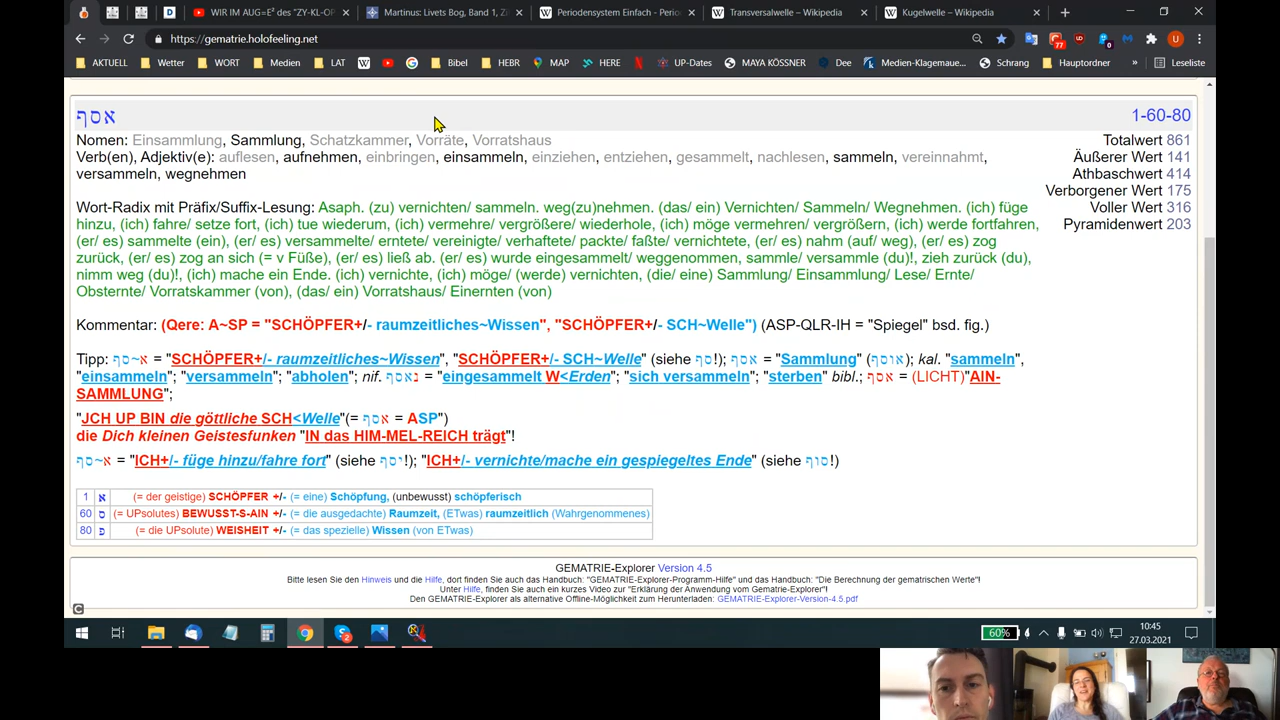 WIR IM AUG=E² des "ZY-KL-OP
Martinus: Livets Bog, Band 1, Z
Periodensystem Einfach - Period
Transversalwelle – Wikipedia
Kugelwelle – Wikipedia
https://gematrie.holofeeling.net
77
0
U
AKTUELL Wetter WORT Medien LAT Bibel HEBR MAP HERE UP-Dates MAYA KÖSSNER Dee Medien-Klagemaue... Schrang Hauptordner » Leseliste
אסף 1-60-80
Nomen: Einsammlung, Sammlung, Schatzkammer, Vorräte, Vorratshaus
Totalwert 861
Verb(en), Adjektiv(e): auflesen, aufnehmen, einbringen, einsammeln, einziehen, entziehen, gesammelt, nachlesen, sammeln, vereinnahmt,
Äußerer Wert 141
versammeln, wegnehmen
Athbaschwert 414
Verborgener Wert 175
Voller Wert 316
Pyramidenwert 203
Wort-Radix mit Präfix/Suffix-Lesung: Asaph. (zu) vernichten/ sammeln. weg(zu)nehmen. (das/ ein) Vernichten/ Sammeln/ Wegnehmen. (ich) füge
hinzu, (ich) fahre/ setze fort, (ich) tue wiederum, (ich) vermehre/ vergrößere/ wiederhole, (ich) möge vermehren/ vergrößern, (ich) werde fortfahren,
(er/ es) sammelte (ein), (er/ es) versammelte/ erntete/ vereinigte/ verhaftete/ packte/ faßte/ vernichtete, (er/ es) nahm (auf/ weg), (er/ es) zog
zurück, (er/ es) zog an sich (= v Füße), (er/ es) ließ ab. (er/ es) wurde eingesammelt/ weggenommen, sammle/ versammle (du)!, zieh zurück (du),
nimm weg (du)!, (ich) mache ein Ende. (ich) vernichte, (ich) möge/ (werde) vernichten, (die/ eine) Sammlung/ Einsammlung/ Lese/ Ernte/
Obsternte/ Vorratskammer (von), (das/ ein) Vorratshaus/ Einernten (von)
Kommentar: (Qere: A~SP = "SCHÖPFER+/- raumzeitliches~Wissen", "SCHÖPFER+/- SCH~Welle") (ASP-QLR-IH = "Spiegel" bsd. fig.)
Tipp: א~סף = "SCHÖPFER+/- raumzeitliches~Wissen", "SCHÖPFER+/- SCH~Welle" (siehe סף!); אסף = "Sammlung" (אוסף); kal. "sammeln",
"einsammeln"; "versammeln"; "abholen"; nif. נאסף = "eingesammelt W<Erden"; "sich versammeln"; "sterben" bibl.; אסף = (LICHT)"AIN-
SAMMLUNG";
"JCH UP BIN die göttliche SCH<Welle"(= אסף = ASP")
die Dich kleinen Geistesfunken "IN das HIM-MEL-REICH trägt"!
א~סף = "ICH+/- füge hinzu/fahre fort" (siehe יסף!); "ICH+/- vernichte/mache ein gespiegeltes Ende" (siehe סוף!)
1 א (= der geistige) SCHÖPFER +/- (= eine) Schöpfung, (unbewusst) schöpferisch
60 ס (= UPsolutes) BEWUSST-S-AIN +/- (= die ausgedachte) Raumzeit, (ETwas) raumzeitlich (Wahrgenommenes)
80 פ (= die UPsolute) WEISHEIT +/- (= das spezielle) Wissen (von ETwas)
GEMATRIE-Explorer Version 4.5
Bitte lesen Sie den Hinweis und die Hilfe, dort finden Sie auch das Handbuch: "GEMATRIE-Explorer-Programm-Hilfe" und das Handbuch: "Die Berechnung der gematrischen Werte"!
Unter Hilfe, finden Sie auch ein kurzes Video zur "Erklärung der Anwendung vom Gematrie-Explorer"!
Den GEMATRIE-Explorer als alternative Offline-Möglichkeit zum Herunterladen: GEMATRIE-Explorer-Version-4.5.pdf
60%
10:45
27.03.2021